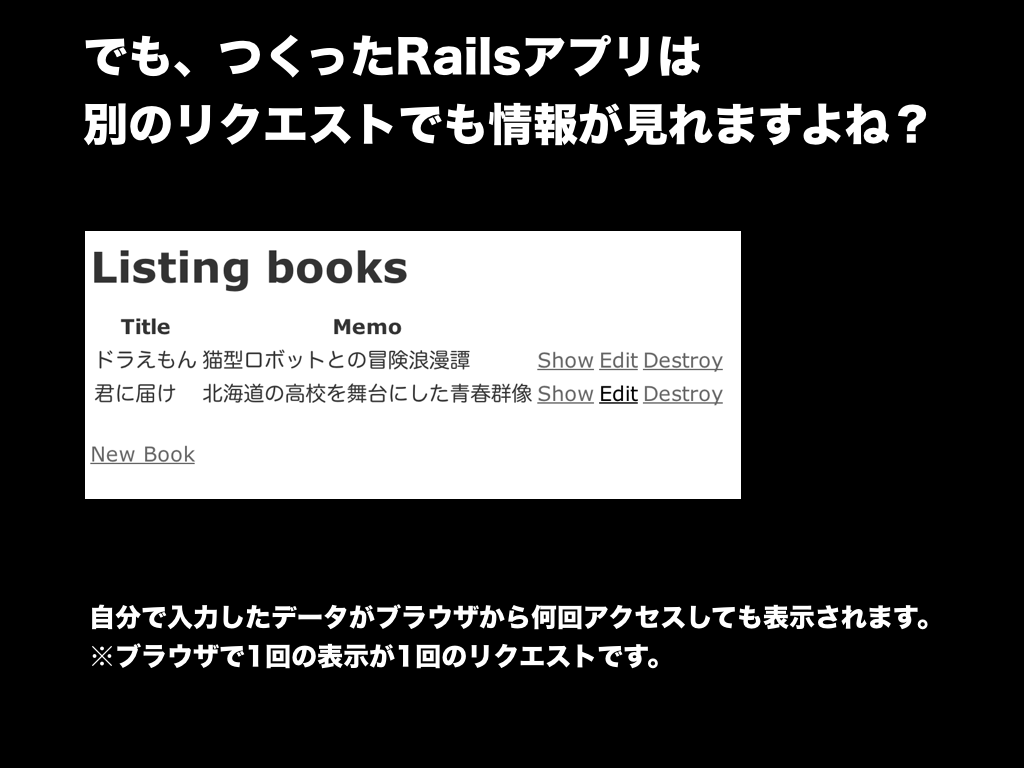 でも、つくったRailsアプリは
別のリクエストでも情報が見れますよね？
Listing books
Title Memo
ドラえもん 猫型ロボットとの冒険浪漫譚 Show Edit Destroy
君に届け 北海道の高校を舞台にした青春群像 Show Edit Destroy
New Book
自分で入力したデータがブラウザから何回アクセスしても表示されます。
※ブラウザで1回の表示が1回のリクエストです。